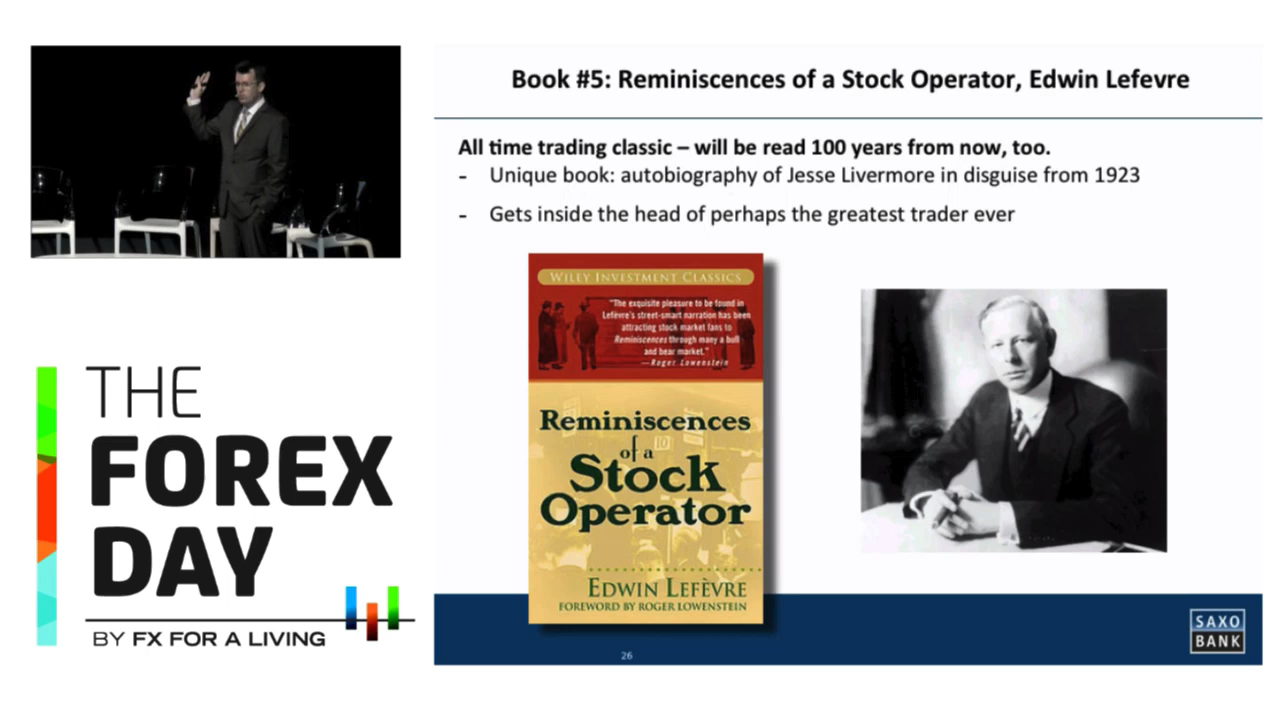 Book #5: Reminiscences of a Stock Operator, Edwin Lefevre
All time trading classic – will be read 100 years from now, too.
- Unique book: autobiography of Jesse Livermore in disguise from 1923
- Gets inside the head of perhaps the greatest trader ever
WILEY INVESTMENT CLASSICS
"The exquisite pleasure to be found in
Lefèvre's street-smart narration has been
attracting stock market fans to
Reminiscences through many a bull
and bear market."
—Roger Lowenstein
Reminiscences
of a
Stock
Operator
EDWIN LEFÈVRE
FOREWORD BY ROGER LOWENSTEIN
26
SAXO
BANK
THE
FOREX
DAY
BY FX FOR A LIVING